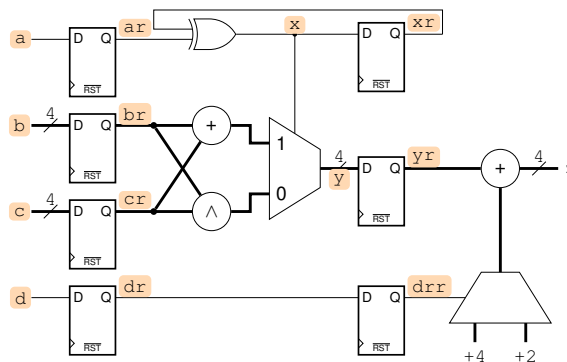 ar x xr
a D Q RST D Q RST
4 br
b D Q RST + 1 4 yr 4
y D Q RST +
4 cr 0
c D Q RST ∧
dr drr
d D Q RST D Q RST
+4 +2